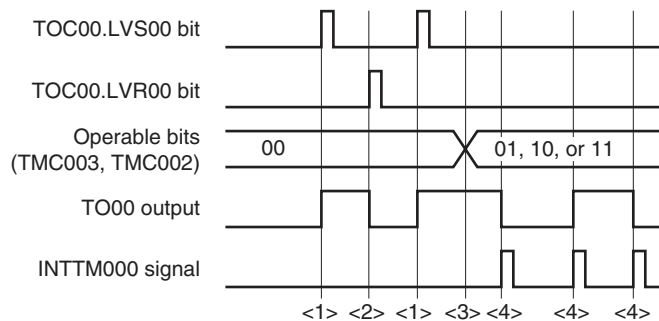 TOC00.LVS00 bit
TOC00.LVR00 bit
Operable bits
(TMC003, TMC002)
00
01, 10, or 11
TO00 output
INTTM000 signal
<1> <2> <1> <3> <4> <4> <4>